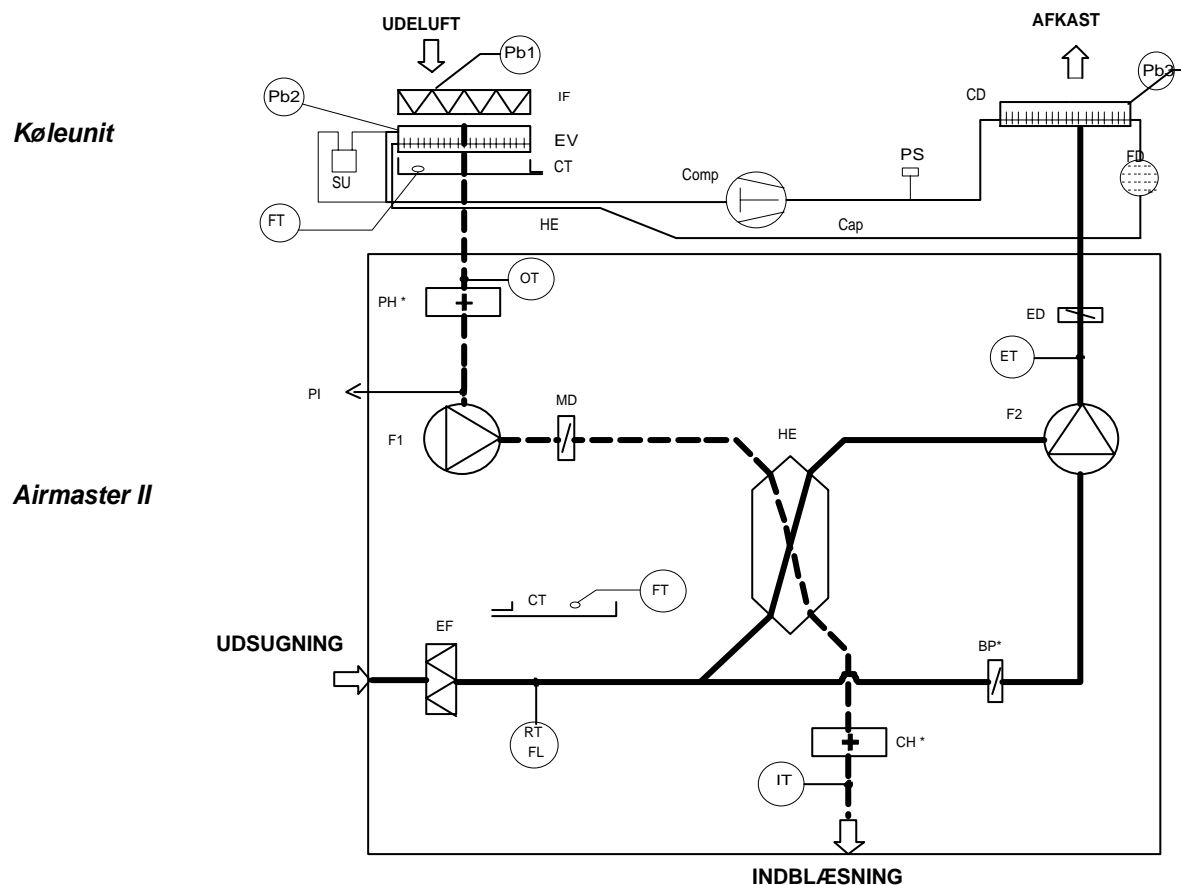 UDELUFT
AFKAST
Pb1
Pb2
IF
Pb3
CD
Køleunit
EV
CT
SU
Comp
PS
FD
FT
HE
Cap
OT
PH *
ED
ET
PI
MD
F1
HE
F2
Airmaster II
CT
FT
EF
UDSUGNING
BP*
RT
FL
CH *
IT
INDBLÆSNING